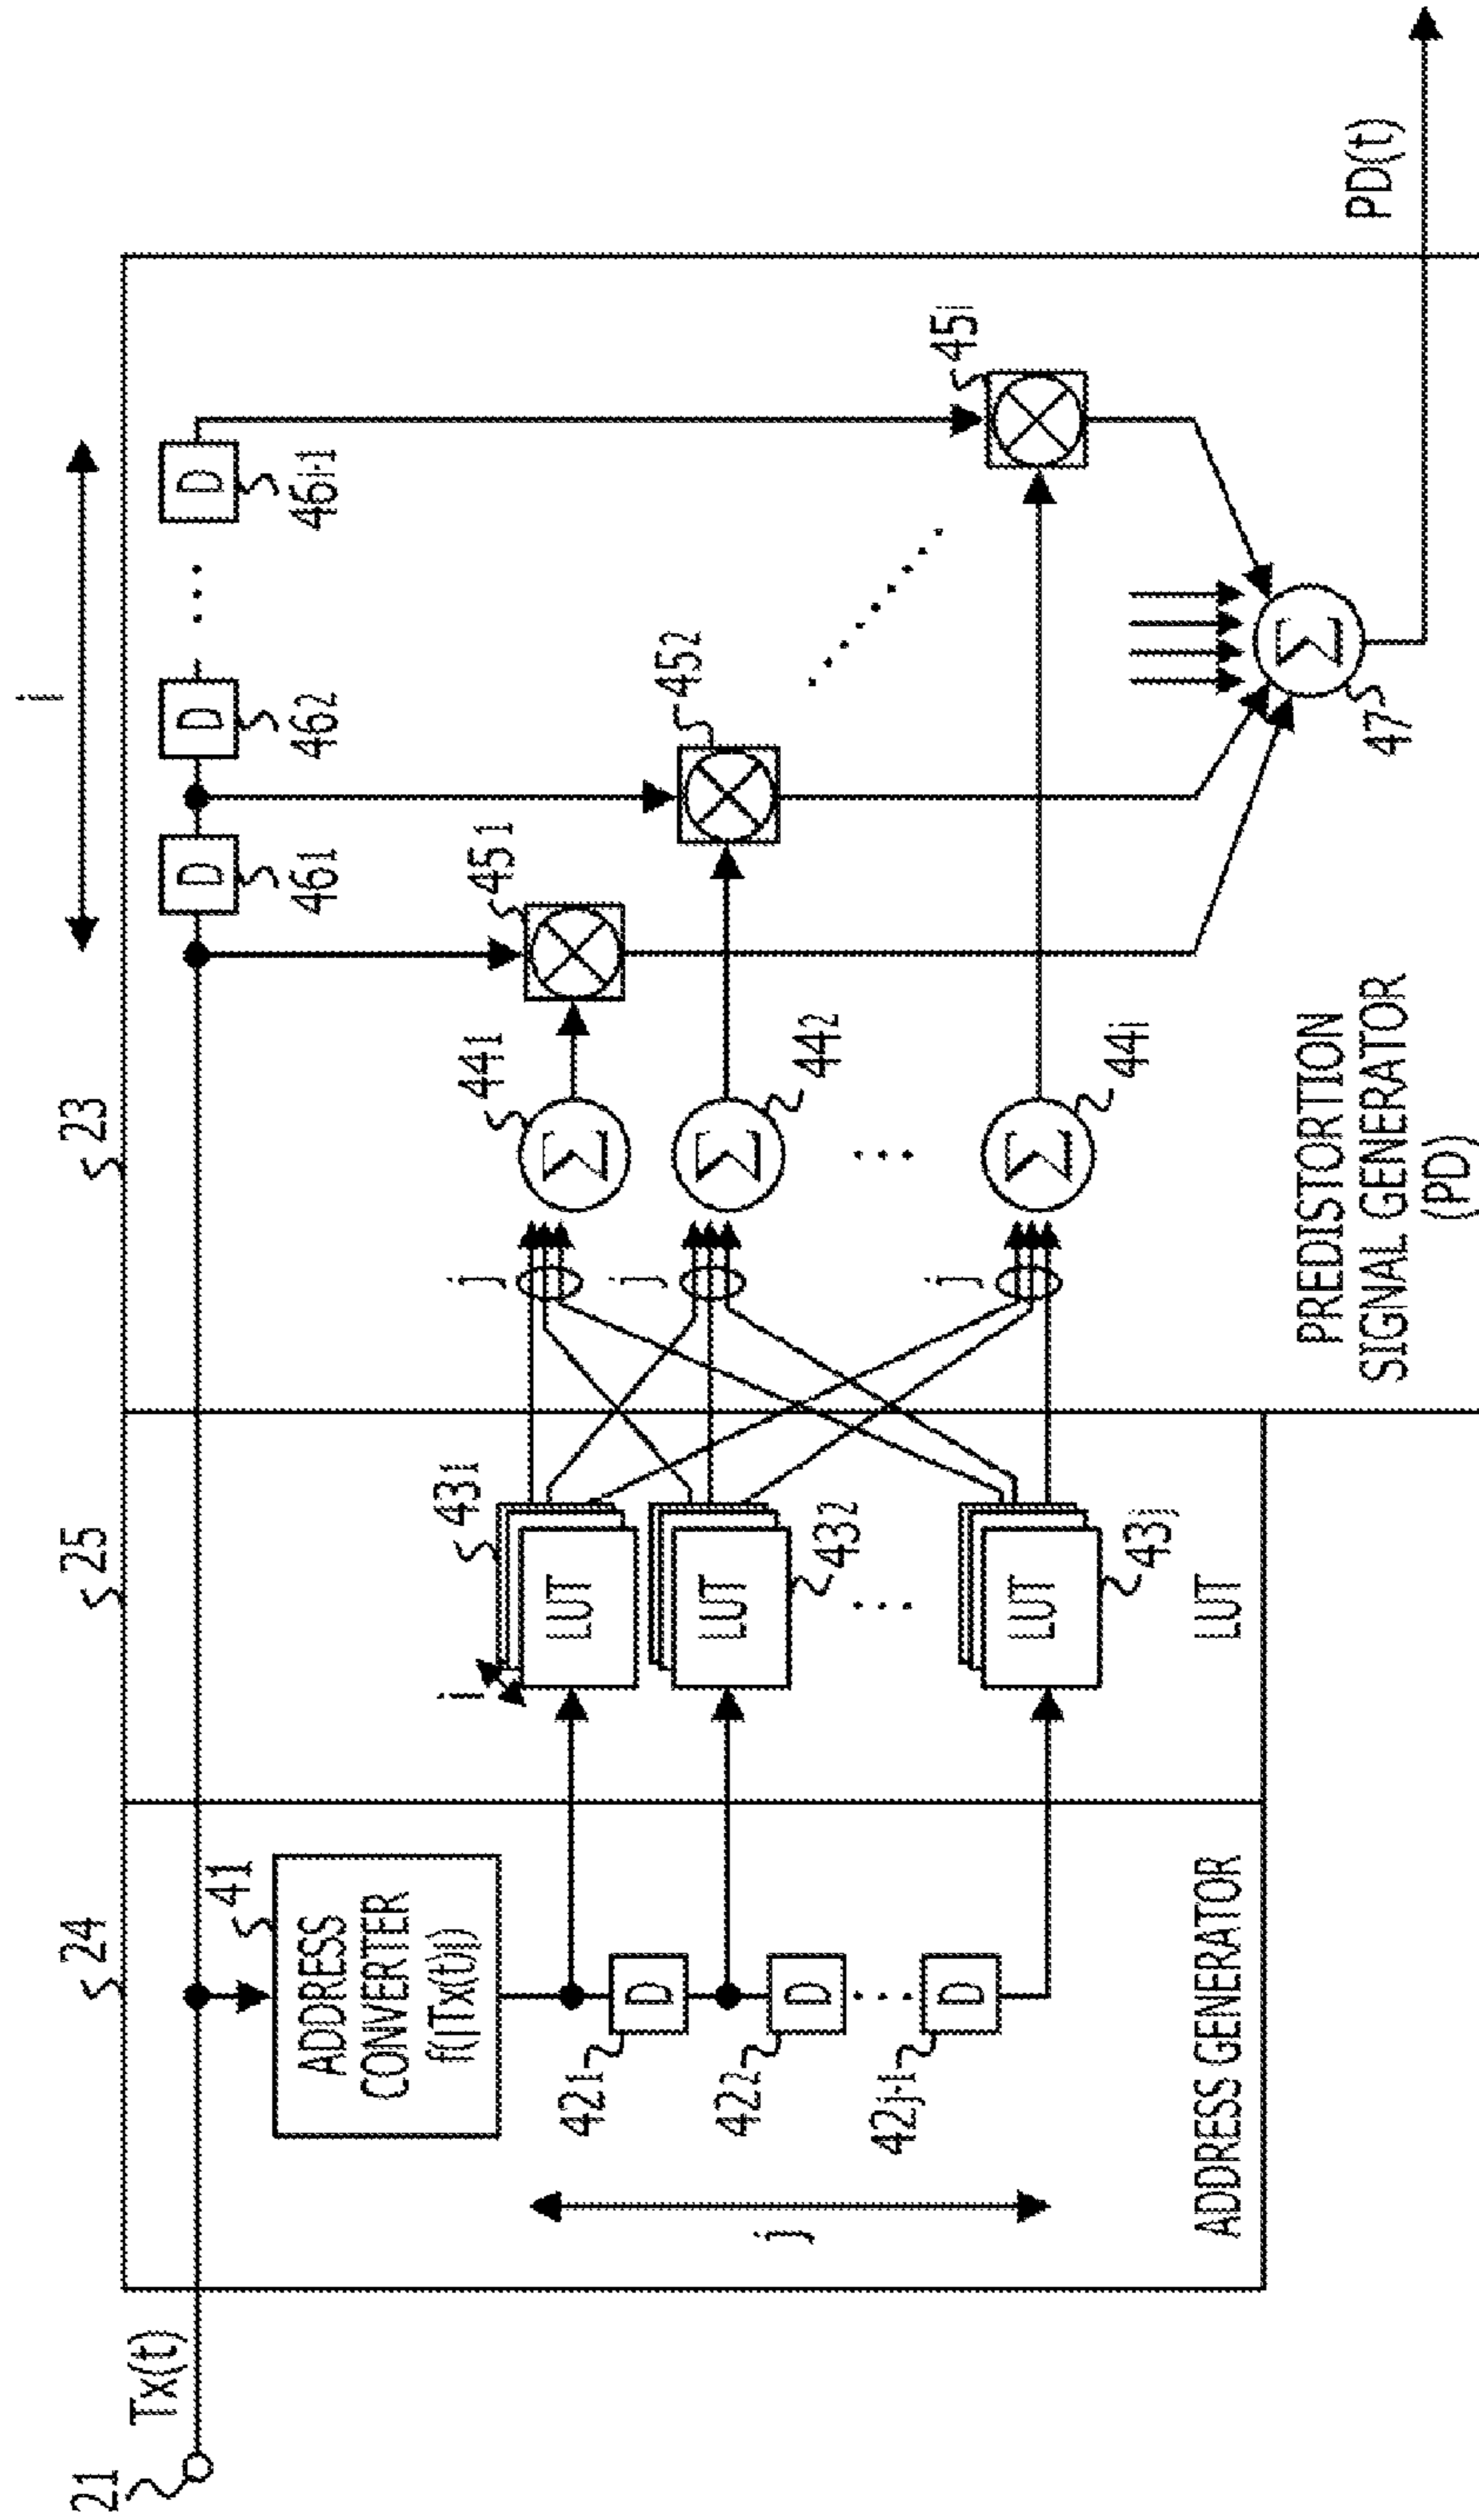 21
Tx(t)
24
25
23
i
41
ADDRESS
CONVERTER
f(|Tx(t)|)
421
422
42j-1
j
ADDRESS GENERATOR
i
431
LUT
LUT
432
LUT
43j
LUT
j
j
j
441
442
44i
451
452
45i
D
461
D
462
D
46i-1
D
D
D
Σ
Σ
Σ
Σ
47
PREDISTORTION
SIGNAL GENERATOR
(PD)
PD(t)